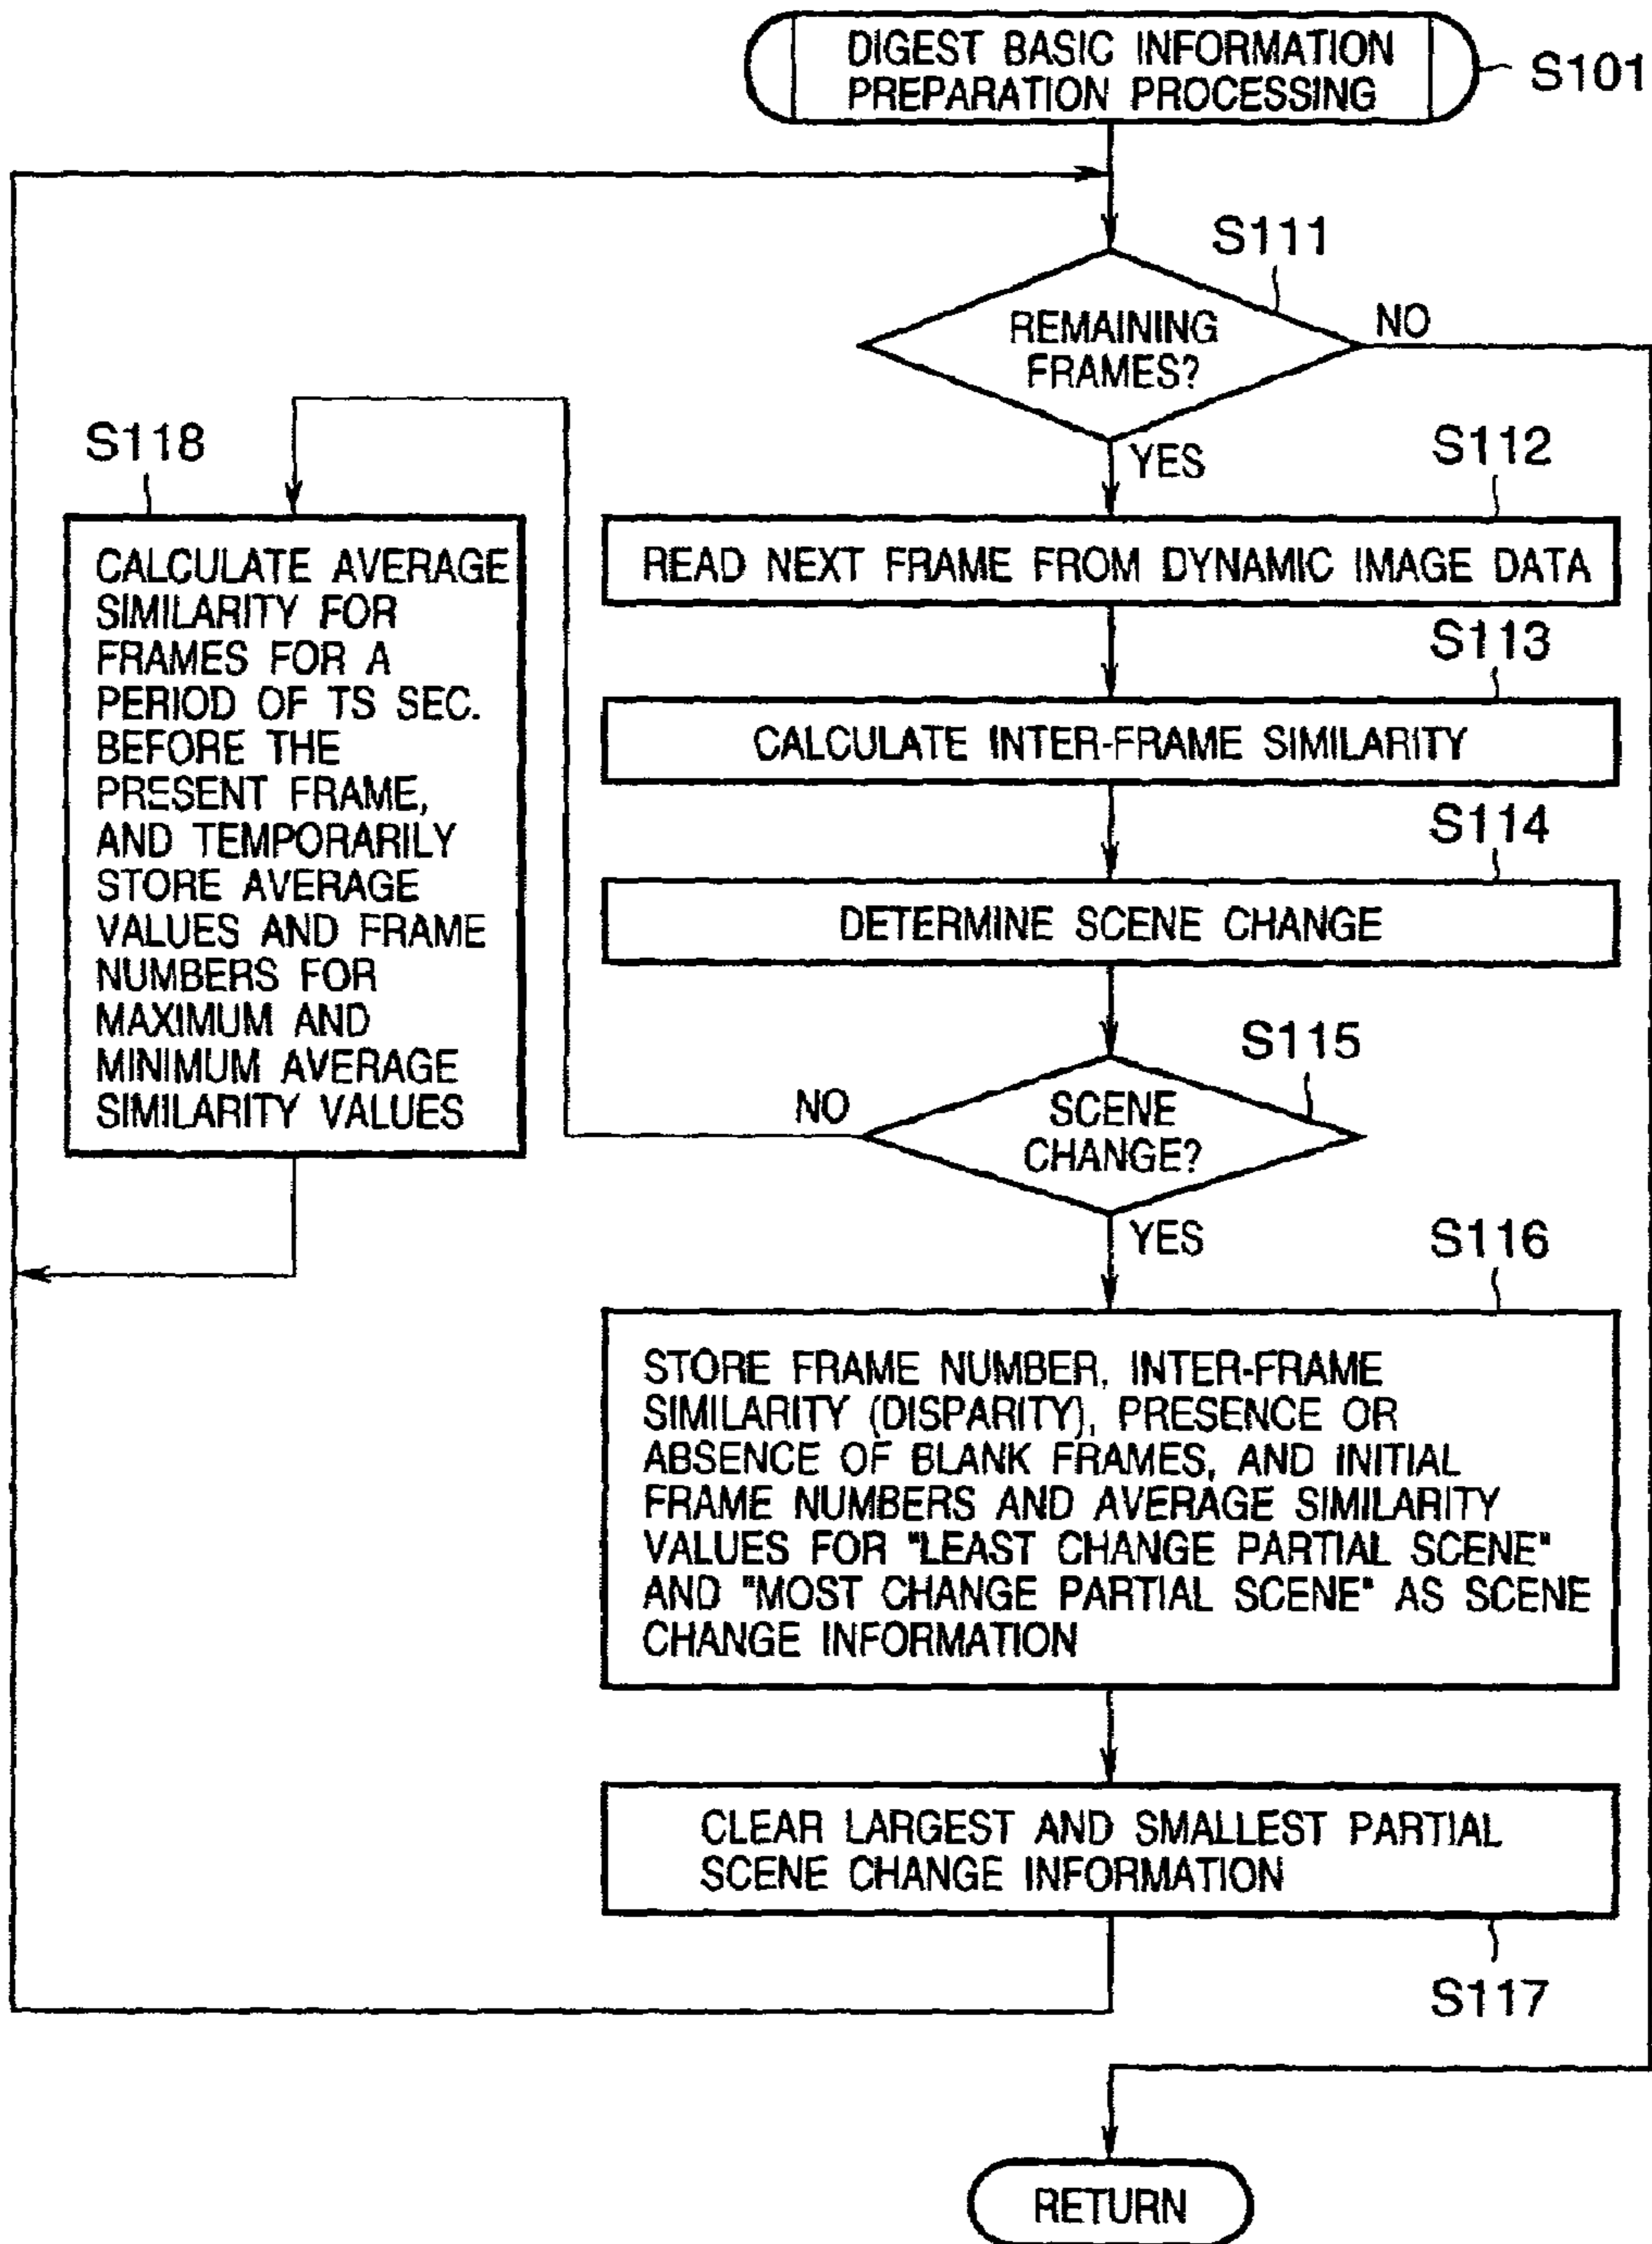 DIGEST BASIC INFORMATION
PREPARATION PROCESSING
S101
S111
REMAINING
FRAMES?
NO
YES
S112
READ NEXT FRAME FROM DYNAMIC IMAGE DATA
S113
CALCULATE INTER-FRAME SIMILARITY
S114
DETERMINE SCENE CHANGE
S115
SCENE
CHANGE?
NO
YES
S118
CALCULATE AVERAGE
SIMILARITY FOR
FRAMES FOR A
PERIOD OF TS SEC.
BEFORE THE
PRESENT FRAME,
AND TEMPORARILY
STORE AVERAGE
VALUES AND FRAME
NUMBERS FOR
MAXIMUM AND
MINIMUM AVERAGE
SIMILARITY VALUES
S116
STORE FRAME NUMBER, INTER-FRAME
SIMILARITY (DISPARITY), PRESENCE OR
ABSENCE OF BLANK FRAMES, AND INITIAL
FRAME NUMBERS AND AVERAGE SIMILARITY
VALUES FOR "LEAST CHANGE PARTIAL SCENE"
AND "MOST CHANGE PARTIAL SCENE" AS SCENE
CHANGE INFORMATION
CLEAR LARGEST AND SMALLEST PARTIAL
SCENE CHANGE INFORMATION
S117
RETURN